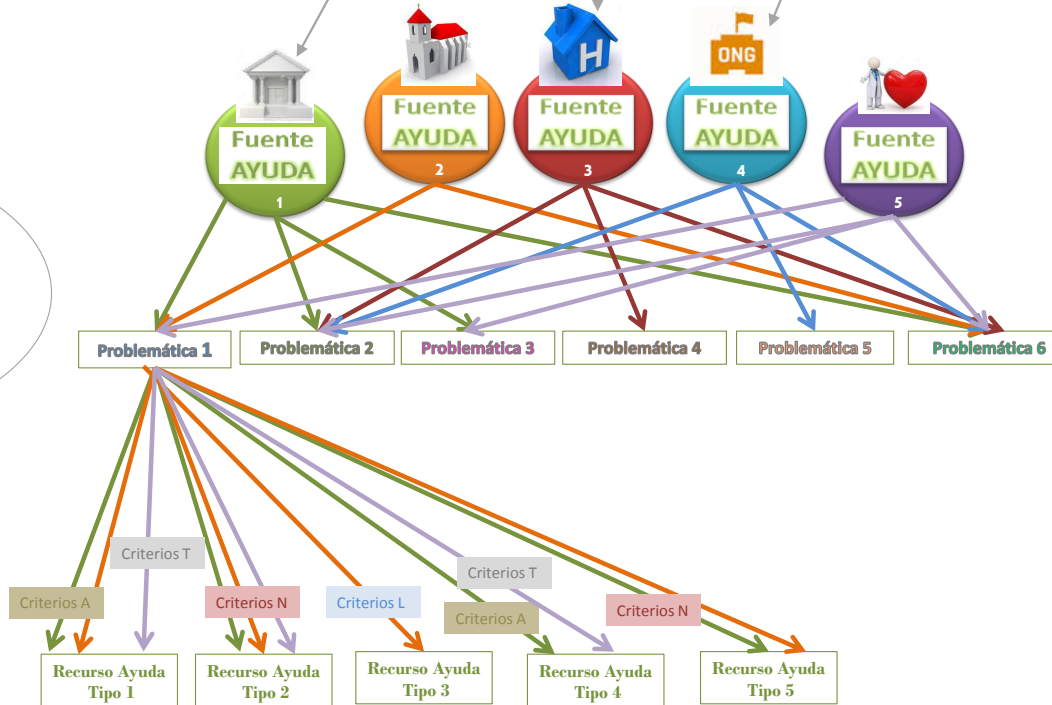 H
ONG
Fuente
AYUDA
1
Fuente
AYUDA
2
Fuente
AYUDA
3
Fuente
AYUDA
4
Fuente
AYUDA
5
Problemática 1
Problemática 2
Problemática 3
Problemática 4
Problemática 5
Problemática 6
Criterios T
Criterios A
Criterios N
Criterios L
Criterios T
Criterios A
Criterios N
Recurso Ayuda
Tipo 1
Recurso Ayuda
Tipo 2
Recurso Ayuda
Tipo 3
Recurso Ayuda
Tipo 4
Recurso Ayuda
Tipo 5